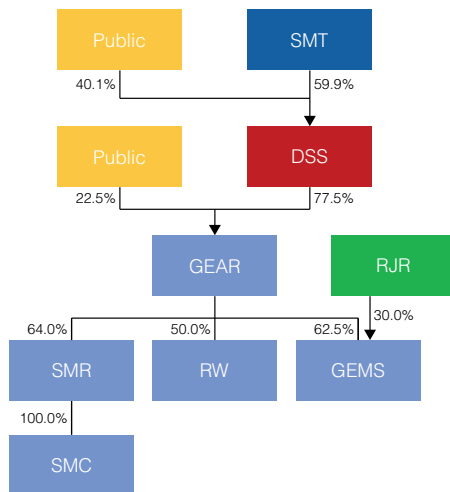 Public
SMT
40.1%
59.9%
Public
DSS
22.5%
77.5%
GEAR
RJR
64.0%
50.0%
62.5%
30.0%
SMR
RW
GEMS
100.0%
SMC